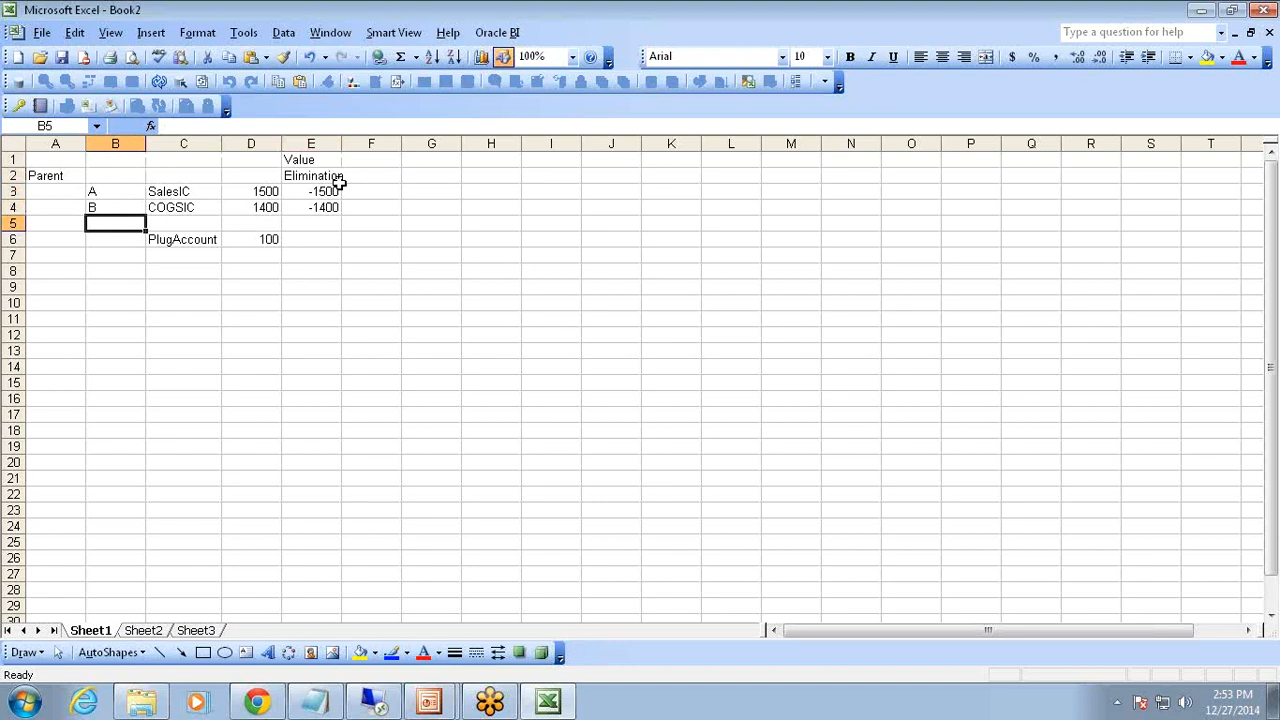 Microsoft Excel - Book2
File Edit View Insert Format Tools Data Window Smart View Help Oracle BI Type a question for help
100% Arial 10 B I U $ %
B5 fx
A B C D E F G H I J K L M N O P Q R S T
1 Value
2 Parent Elimination
3 A SalesIC 1500 -1500
4 B COGSIC 1400 -1400
5
6 PlugAccount 100
7
8
9
10
11
12
13
14
15
16
17
18
19
20
21
22
23
24
25
26
27
28
29
30
Sheet1 Sheet2 Sheet3
Draw AutoShapes
Ready
2:53 PM
12/27/2014